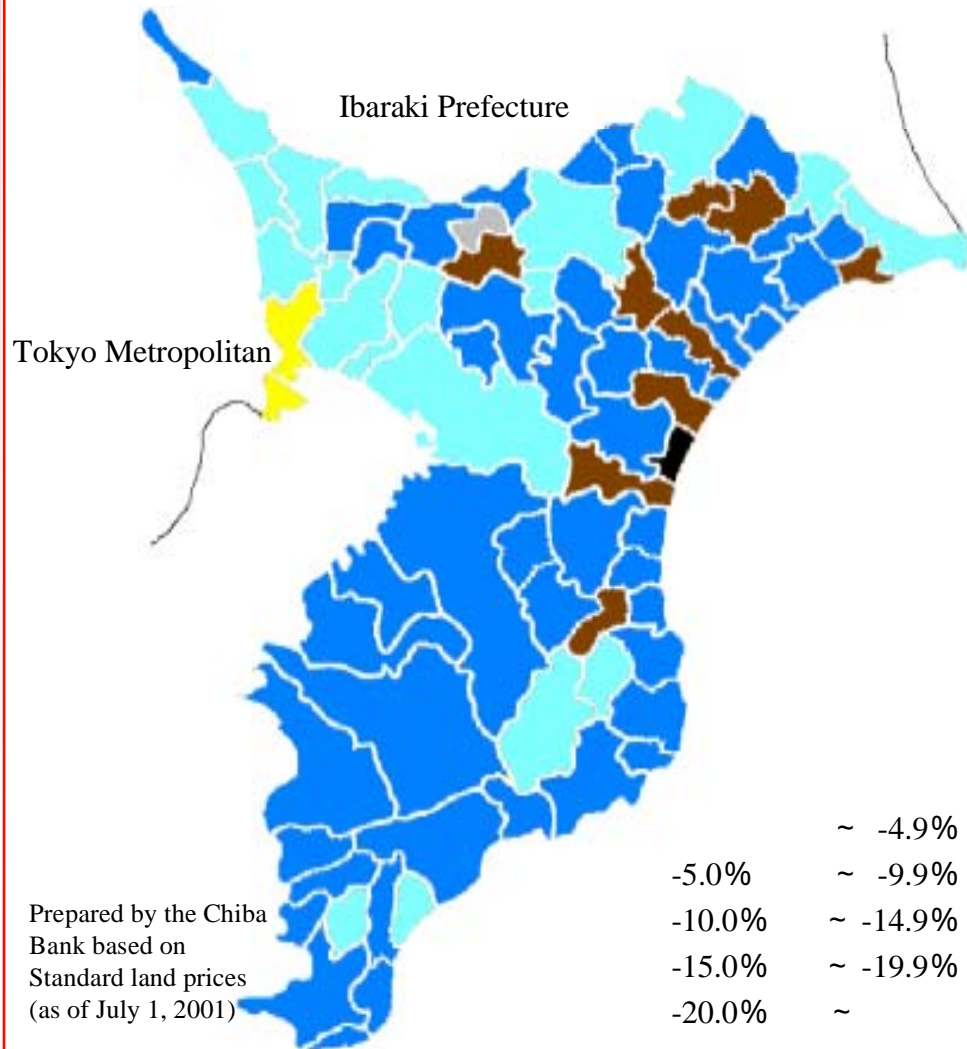 Ibaraki Prefecture
Tokyo Metropolitan
~ -4.9%
-5.0% ~ -9.9%
-10.0% ~ -14.9%
-15.0% ~ -19.9%
-20.0% ~
Prepared by the Chiba
Bank based on
Standard land prices
(as of July 1, 2001)